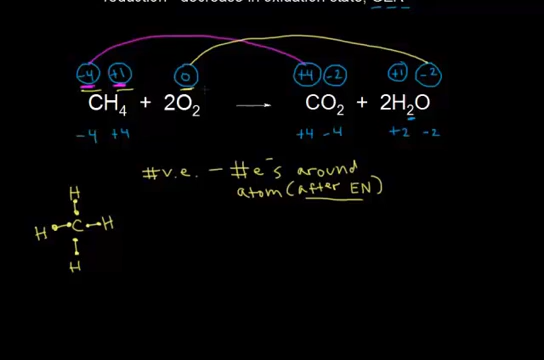 reduction - decrease in oxidation state, GER
-4 +1 0 +4 -2 +1 -2
CH4 + 2O2 → CO2 + 2H2O
-4 +4 +4 -4 +2 -2
#v.e. - #e⁻s around
atom (after EN)
H
H C H
H